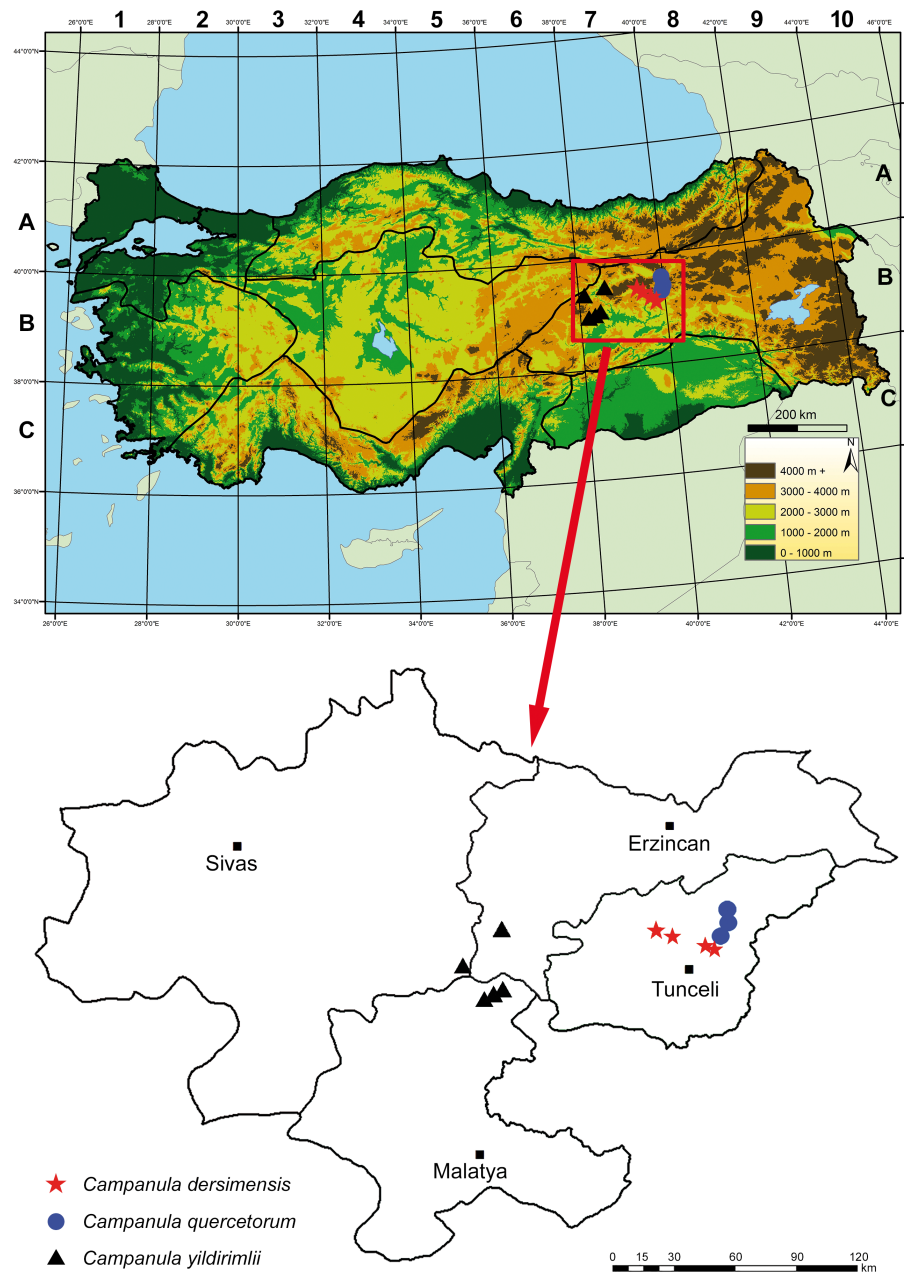 1 2 3 4 5 6 7 8 9 10
26°0'0"E 28°0'0"E 30°0'0"E 32°0'0"E 34°0'0"E 36°0'0"E 38°0'0"E 40°0'0"E 42°0'0"E 44°0'0"E 46°0'0"E
44°0'0"N
42°0'0"N
A
A
40°0'0"N
B
B
38°0'0"N
C
C
200 km
N
4000 m +
3000 - 4000 m
2000 - 3000 m
1000 - 2000 m
0 - 1000 m
36°0'0"N
34°0'0"N
26°0'0"E 28°0'0"E 30°0'0"E 32°0'0"E 34°0'0"E 36°0'0"E 38°0'0"E 40°0'0"E 42°0'0"E 44°0'0"E
Erzincan
Sivas
Tunceli
Malatya
Campanula dersimensis
Campanula quercetorum
Campanula yildirimlii
0 15 30 60 90 120
km